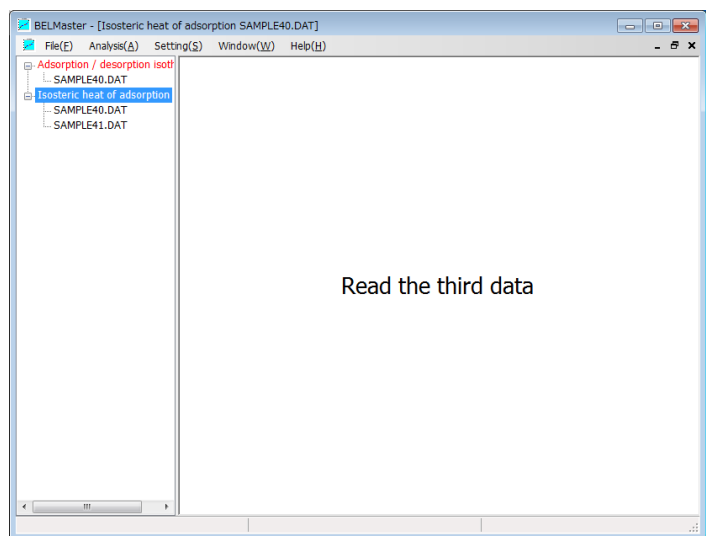 BELMaster - [Isosteric heat of adsorption SAMPLE40.DAT]
File(F) Analysis(A) Setting(S) Window(W) Help(H)
Adsorption / desorption isoth
SAMPLE40.DAT
Isosteric heat of adsorption
SAMPLE40.DAT
SAMPLE41.DAT
Read the third data